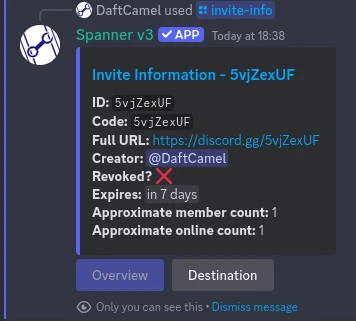 DaftCamel used invite-info
Spanner v3 ✓ APP Today at 18:38
Invite Information - 5vjZexUF
ID: 5vjZexUF
Code: 5vjZexUF
Full URL: https://discord.gg/5vjZexUF
Creator: @DaftCamel
Revoked? ❌
Expires: in 7 days
Approximate member count: 1
Approximate online count: 1
Overview Destination
Only you can see this • Dismiss message